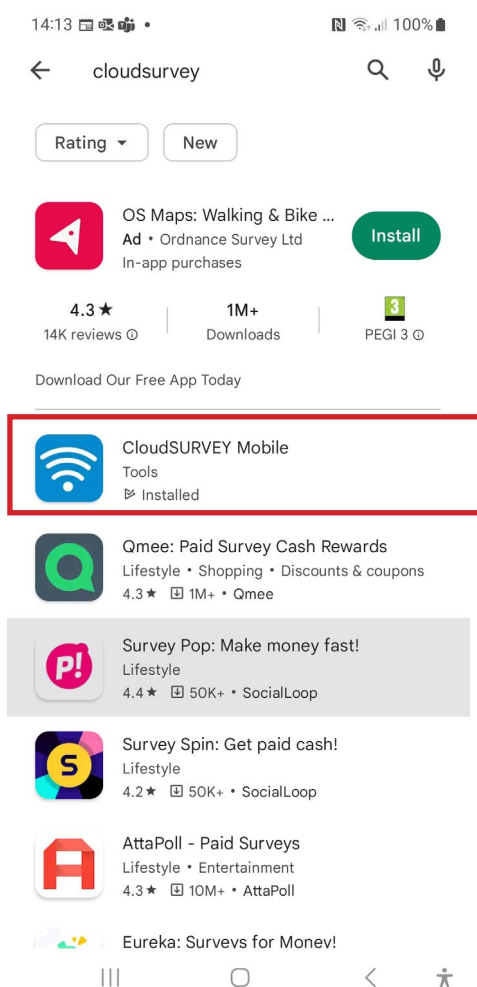 14:13 100%
cloudsurvey
Rating New
OS Maps: Walking & Bike ...
Ad • Ordnance Survey Ltd
In-app purchases
Install
4.3★ 1M+ 3
14K reviews Downloads PEGI 3
Download Our Free App Today
CloudSURVEY Mobile
Tools
Installed
Qmee: Paid Survey Cash Rewards
Lifestyle • Shopping • Discounts & coupons
4.3★ 1M+ • Qmee
P!
Survey Pop: Make money fast!
Lifestyle
4.4★ 50K+ • SocialLoop
S
Survey Spin: Get paid cash!
Lifestyle
4.2★ 50K+ • SocialLoop
AttaPoll - Paid Surveys
Lifestyle • Entertainment
4.3★ 10M+ • AttaPoll
Eureka: Surveys for Money!